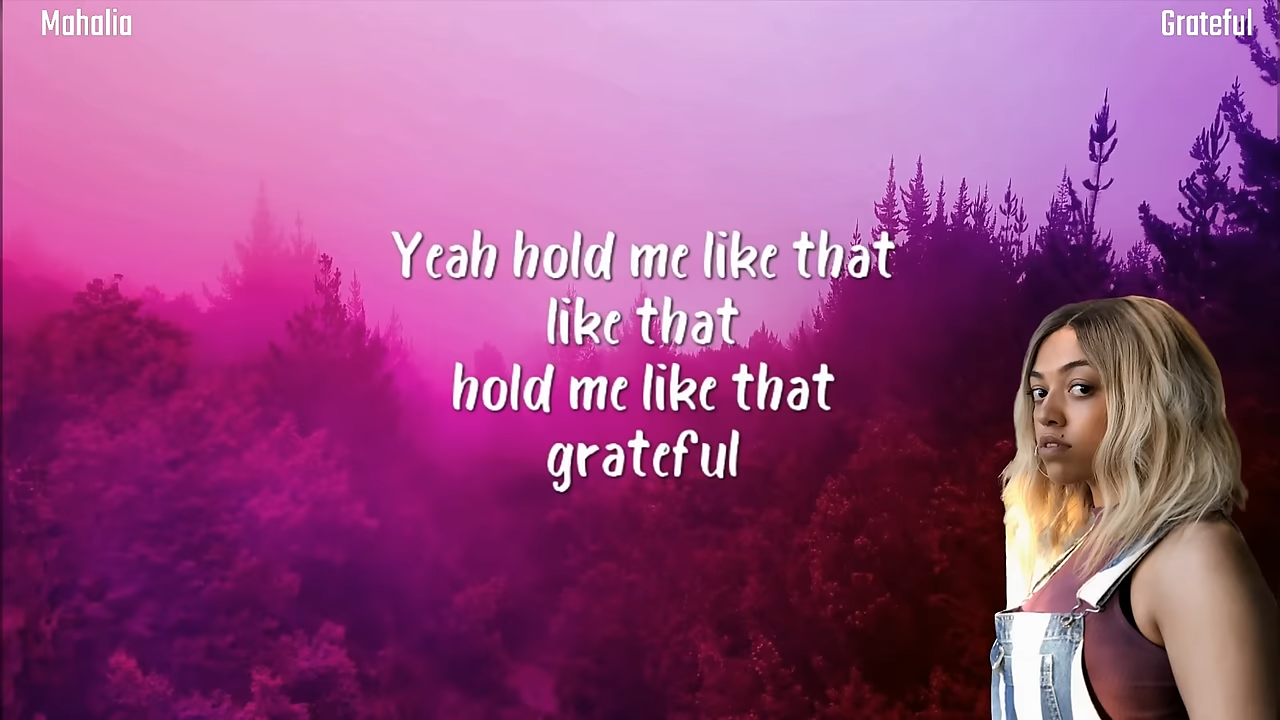 Mahalia
Grateful
Yeah hold me like that
like that
hold me like that
grateful